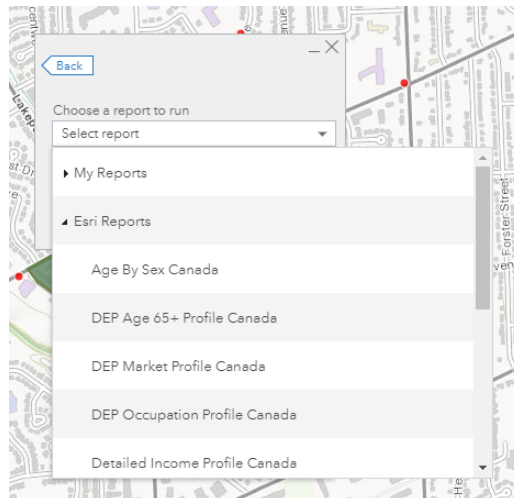 Back
Choose a report to run
Select report
My Reports
Esri Reports
Age By Sex Canada
DEP Age 65+ Profile Canada
DEP Market Profile Canada
DEP Occupation Profile Canada
Detailed Income Profile Canada
Forster-Street